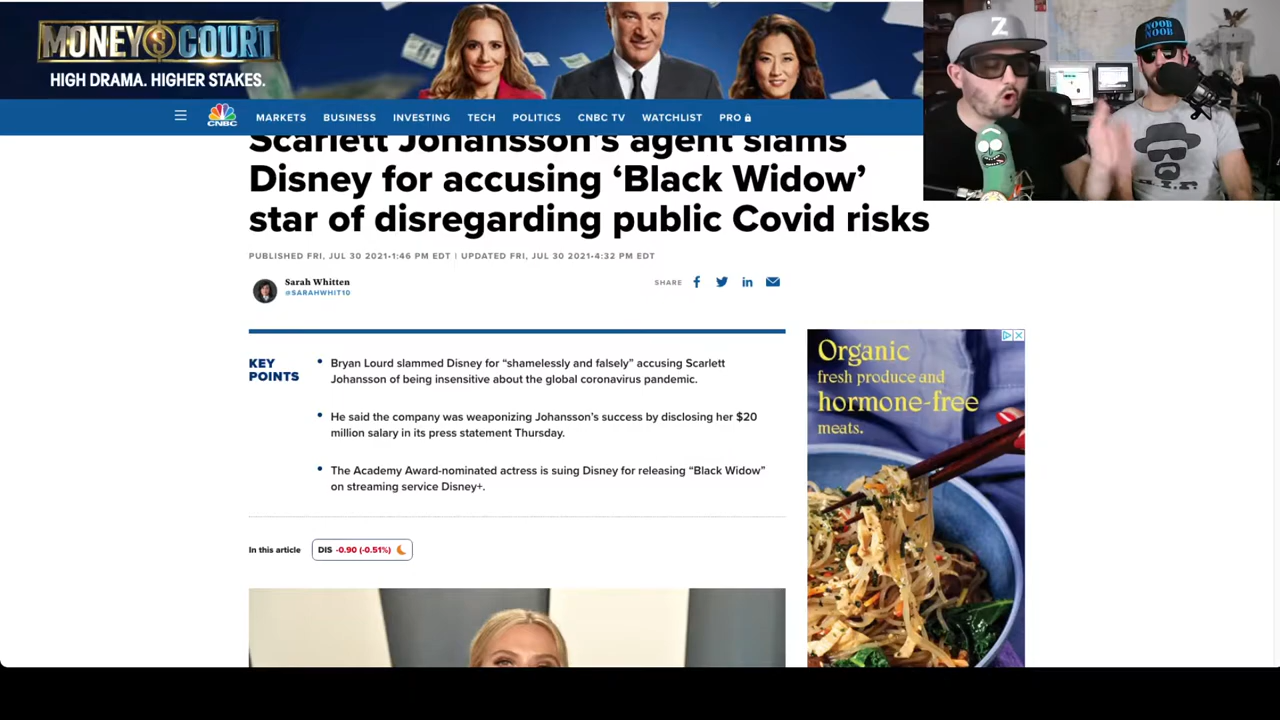 MONEY COURT
HIGH DRAMA. HIGHER STAKES.
CNBC
MARKETS BUSINESS INVESTING TECH POLITICS CNBC TV WATCHLIST PRO
Scarlett Johansson’s agent slams
Disney for accusing ‘Black Widow’
star of disregarding public Covid risks
PUBLISHED FRI, JUL 30 2021•1:46 PM EDT | UPDATED FRI, JUL 30 2021•4:32 PM EDT
Sarah Whitten
@SARAHWHIT10
SHARE
KEY
POINTS
Bryan Lourd slammed Disney for “shamelessly and falsely” accusing Scarlett
Johansson of being insensitive about the global coronavirus pandemic.
He said the company was weaponizing Johansson’s success by disclosing her $20
million salary in its press statement Thursday.
The Academy Award-nominated actress is suing Disney for releasing “Black Widow”
on streaming service Disney+.
In this article
DIS -0.90 (-0.51%)
Organic
fresh produce and
hormone-free
meats.
Z
NOOB
NOOB